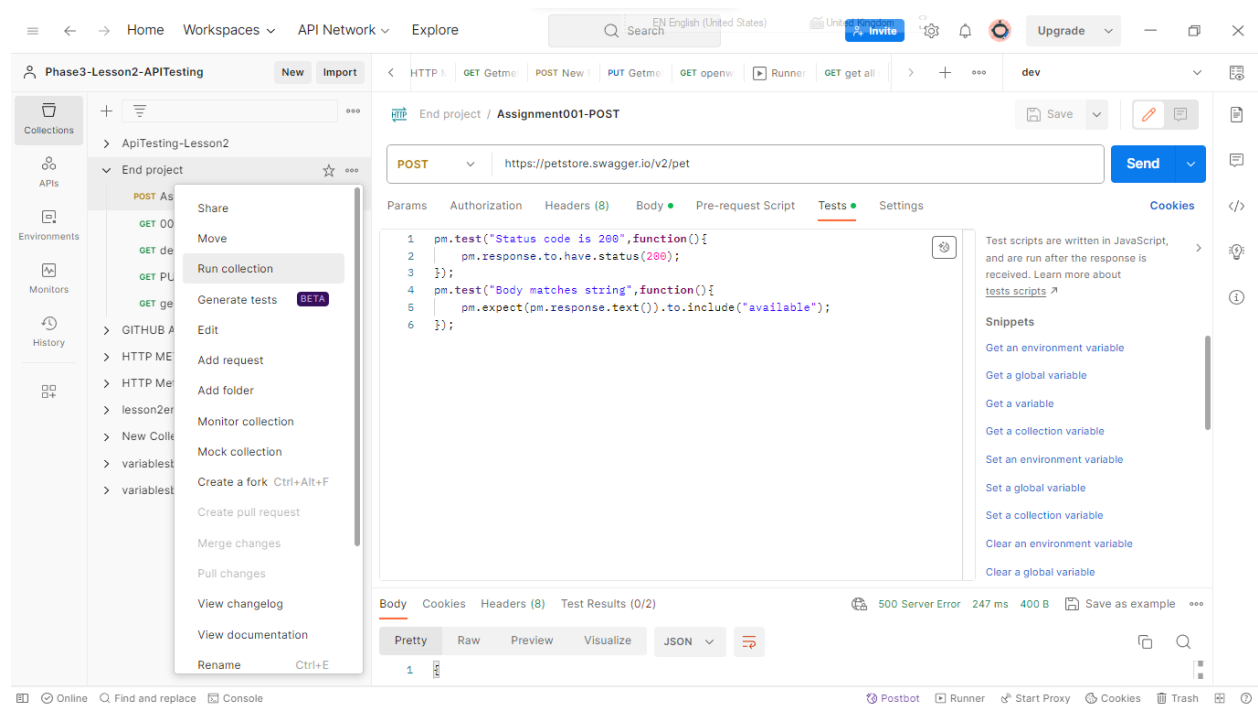 Home Workspaces API Network Explore Search EN English (United States) United Kingdom Invite Upgrade
Phase3-Lesson2-APITesting New Import HTTP GET Getme POST New PUT Getme GET openw Runner GET get all dev
Collections
APIs
Environments
Monitors
History
ApiTesting-Lesson2
End project
POST As
GET 00
GET de
GET PU
GET ge
GITHUB A
HTTP ME
HTTP Me
lesson2er
New Colle
variablest
variablest
Share
Move
Run collection
Generate tests BETA
Edit
Add request
Add folder
Monitor collection
Mock collection
Create a fork Ctrl+Alt+F
Create pull request
Merge changes
Pull changes
View changelog
View documentation
Rename Ctrl+E
HTTP End project / Assignment001-POST Save
POST https://petstore.swagger.io/v2/pet Send
Params Authorization Headers (8) Body Pre-request Script Tests Settings Cookies
1 pm.test("Status code is 200",function(){
2 pm.response.to.have.status(200);
3 });
4 pm.test("Body matches string",function(){
5 pm.expect(pm.response.text()).to.include("available");
6 });
Test scripts are written in JavaScript,
and are run after the response is
received. Learn more about
tests scripts
Snippets
Get an environment variable
Get a global variable
Get a variable
Get a collection variable
Set an environment variable
Set a global variable
Set a collection variable
Clear an environment variable
Clear a global variable
Body Cookies Headers (8) Test Results (0/2) 500 Server Error 247 ms 400 B Save as example
Pretty Raw Preview Visualize JSON
1 {
Online Find and replace Console Postbot Runner Start Proxy Cookies Trash